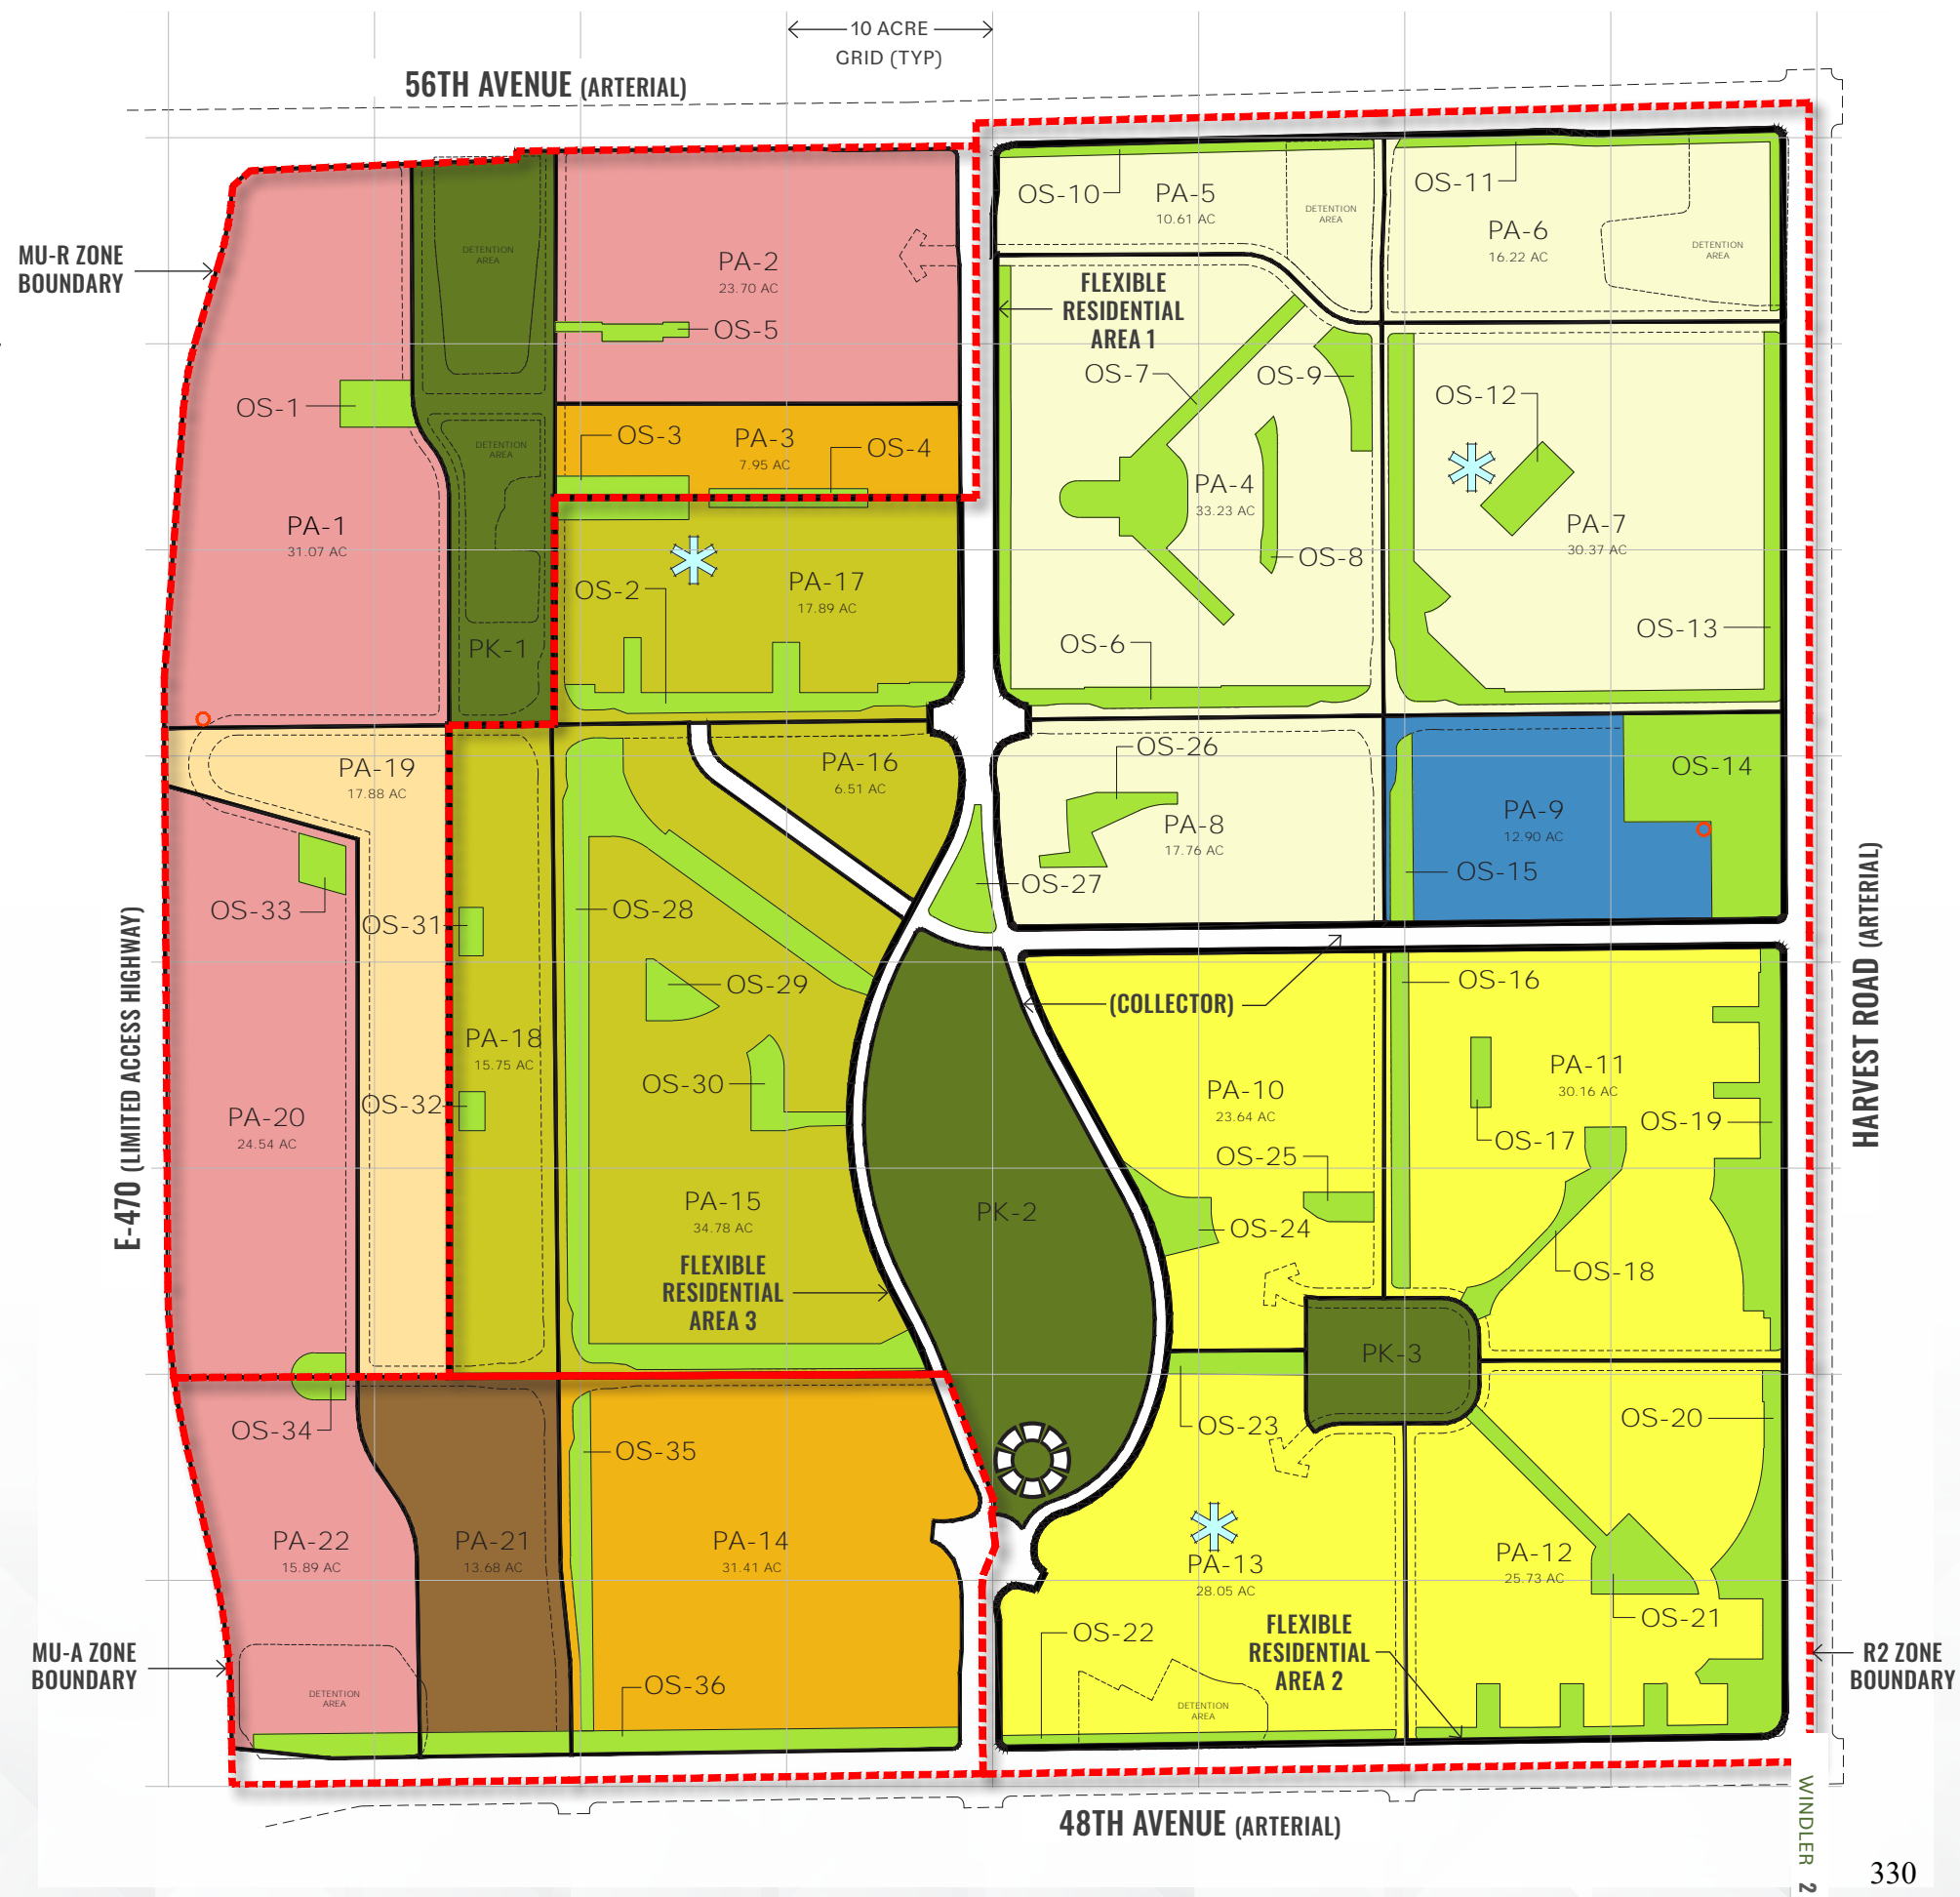 10 ACRE
GRID (TYP)
56TH AVENUE (ARTERIAL)
MU-R ZONE
BOUNDARY
DETENTION
AREA
PA-2
23.70 AC
OS-5
OS-1
DETENTION
AREA
OS-3
PA-3
7.95 AC
OS-4
PA-1
31.07 AC
OS-2
PA-17
17.89 AC
PK-1
OS-10
PA-5
10.61 AC
DETENTION
AREA
OS-11
PA-6
16.22 AC
DETENTION
AREA
FLEXIBLE
RESIDENTIAL
AREA 1
OS-7
OS-9
OS-12
PA-4
33.23 AC
OS-8
PA-7
30.37 AC
OS-6
OS-13
PA-19
17.88 AC
PA-16
6.51 AC
OS-26
PA-8
17.76 AC
OS-27
PA-9
12.90 AC
OS-14
OS-15
OS-33
OS-31
OS-28
OS-29
PA-18
15.75 AC
OS-30
OS-32
PA-20
24.54 AC
PA-15
34.78 AC
FLEXIBLE
RESIDENTIAL
AREA 3
PK-2
(COLLECTOR)
OS-16
PA-10
23.64 AC
PA-11
30.16 AC
OS-17
OS-19
OS-25
OS-24
OS-18
PK-3
E-470 (LIMITED ACCESS HIGHWAY)
HARVEST ROAD (ARTERIAL)
OS-34
OS-35
OS-23
OS-20
PA-22
15.89 AC
PA-21
13.68 AC
PA-14
31.41 AC
PA-13
28.05 AC
PA-12
25.73 AC
OS-21
OS-22
FLEXIBLE
RESIDENTIAL
AREA 2
MU-A ZONE
BOUNDARY
R2 ZONE
BOUNDARY
DETENTION
AREA
OS-36
DETENTION
AREA
48TH AVENUE (ARTERIAL)
WINDLER 2
330